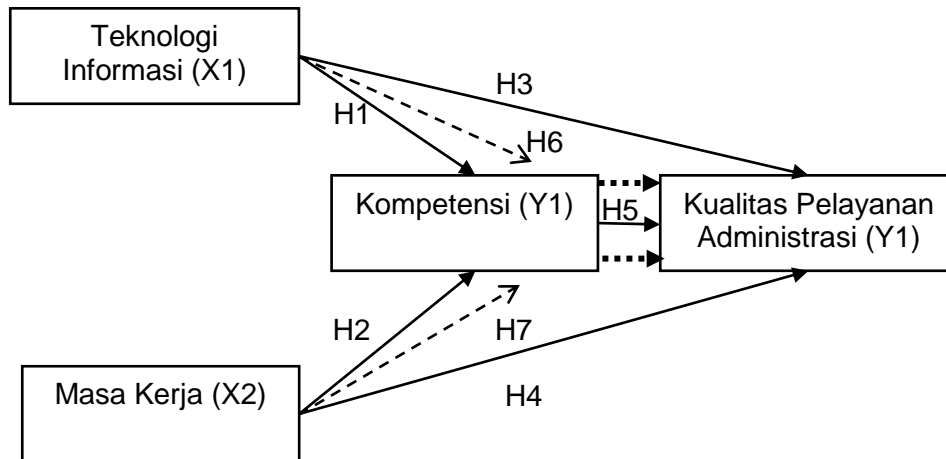 Teknologi
Informasi (X1)
H3
H1
H6
Kompetensi (Y1)
H5
Kualitas Pelayanan
Administrasi (Y1)
H2
H7
Masa Kerja (X2)
H4